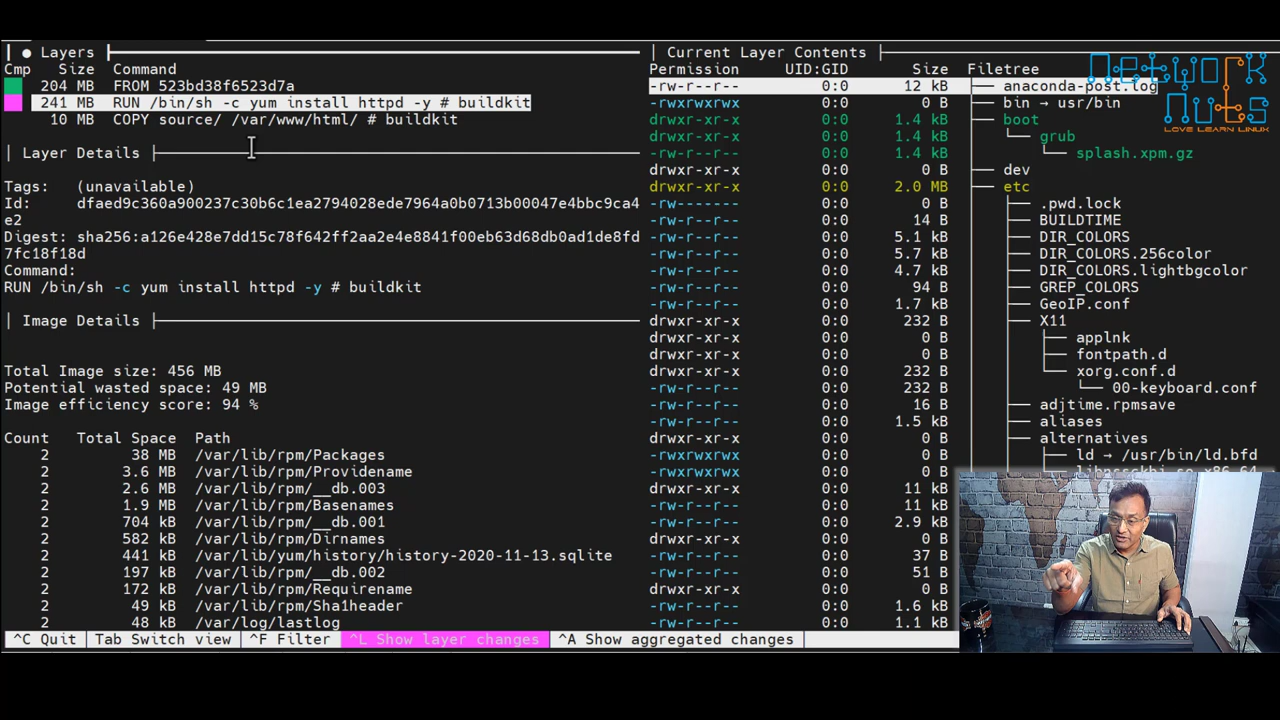 Layers
Cmp Size Command
204 MB FROM 523bd38f6523d7a
241 MB RUN /bin/sh -c yum install httpd -y # buildkit
10 MB COPY source/ /var/www/html/ # buildkit
Layer Details
Tags: (unavailable)
Id: dfaed9c360a900237c30b6c1ea2794028ede7964a0b0713b00047e4bbc9ca4
e2
Digest: sha256:a126e428e7dd15c78f642ff2aa2e4e8841f00eb63d68db0ad1de8fd
7fc18f18d
Command:
RUN /bin/sh -c yum install httpd -y # buildkit
Image Details
Total Image size: 456 MB
Potential wasted space: 49 MB
Image efficiency score: 94 %
Count Total Space Path
2 38 MB /var/lib/rpm/Packages
2 3.6 MB /var/lib/rpm/Providename
2 2.6 MB /var/lib/rpm/__db.003
2 1.9 MB /var/lib/rpm/Basenames
2 704 kB /var/lib/rpm/__db.001
2 582 kB /var/lib/rpm/Dirnames
2 441 kB /var/lib/yum/history/history-2020-11-13.sqlite
2 197 kB /var/lib/rpm/__db.002
2 172 kB /var/lib/rpm/Requirename
2 49 kB /var/lib/rpm/Sha1header
2 48 kB /var/log/lastlog
Current Layer Contents
Permission UID:GID Size Filetree
-rw-r--r-- 0:0 12 kB anaconda-post.log
-rwxrwxrwx 0:0 0 B bin → usr/bin
drwxr-xr-x 0:0 1.4 kB boot
drwxr-xr-x 0:0 1.4 kB grub
-rw-r--r-- 0:0 1.4 kB splash.xpm.gz
drwxr-xr-x 0:0 0 B dev
drwxr-xr-x 0:0 2.0 MB etc
-rw------- 0:0 0 B .pwd.lock
-rw-r--r-- 0:0 14 B BUILDTIME
-rw-r--r-- 0:0 5.1 kB DIR_COLORS
-rw-r--r-- 0:0 5.7 kB DIR_COLORS.256color
-rw-r--r-- 0:0 4.7 kB DIR_COLORS.lightbgcolor
-rw-r--r-- 0:0 94 B GREP_COLORS
-rw-r--r-- 0:0 1.7 kB GeoIP.conf
drwxr-xr-x 0:0 232 B X11
drwxr-xr-x 0:0 0 B applnk
drwxr-xr-x 0:0 0 B fontpath.d
drwxr-xr-x 0:0 232 B xorg.conf.d
-rw-r--r-- 0:0 232 B 00-keyboard.conf
-rw-r--r-- 0:0 16 B adjtime.rpmsave
-rw-r--r-- 0:0 1.5 kB aliases
drwxr-xr-x 0:0 0 B alternatives
-rwxrwxrwx 0:0 0 B ld → /usr/bin/ld.bfd
-rwxrwxrwx 0:0 0 B
drwxr-xr-x 0:0 11 kB
-rw-r--r-- 0:0 11 kB
drwxr-xr-x 0:0 2.9 kB
drwxr-xr-x 0:0 0 B
-rw-r--r-- 0:0 37 B
-rw-r--r-- 0:0 51 B
drwxr-xr-x 0:0 0 B
-rw-r--r-- 0:0 1.6 kB
-rw-r--r-- 0:0 1.1 kB
^C Quit Tab Switch view ^F Filter ^L Show layer changes ^A Show aggregated changes
network
nuts
LOVE LEARN LINUX